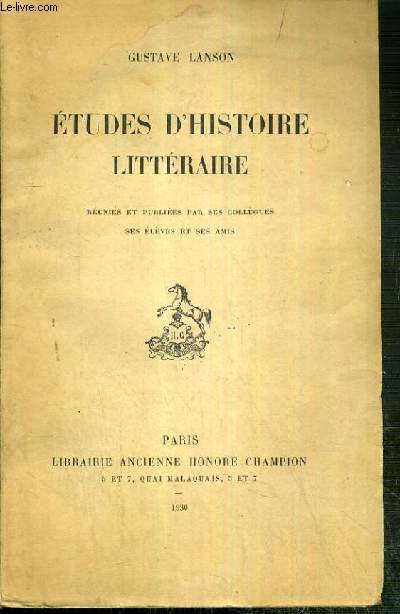 www.le-livre.com
GUSTAVE LANSON
ÉTUDES D'HISTOIRE
LITTÉRAIRE
RÉUNIES ET PUBLIÉES PAR SES COLLÈGUES
SES ÉLÈVES ET SES AMIS
H.C
PARIS
LIBRAIRIE ANCIENNE HONORÉ CHAMPION
5 ET 7, QUAI MALAQUAIS, 5 ET 7
1930